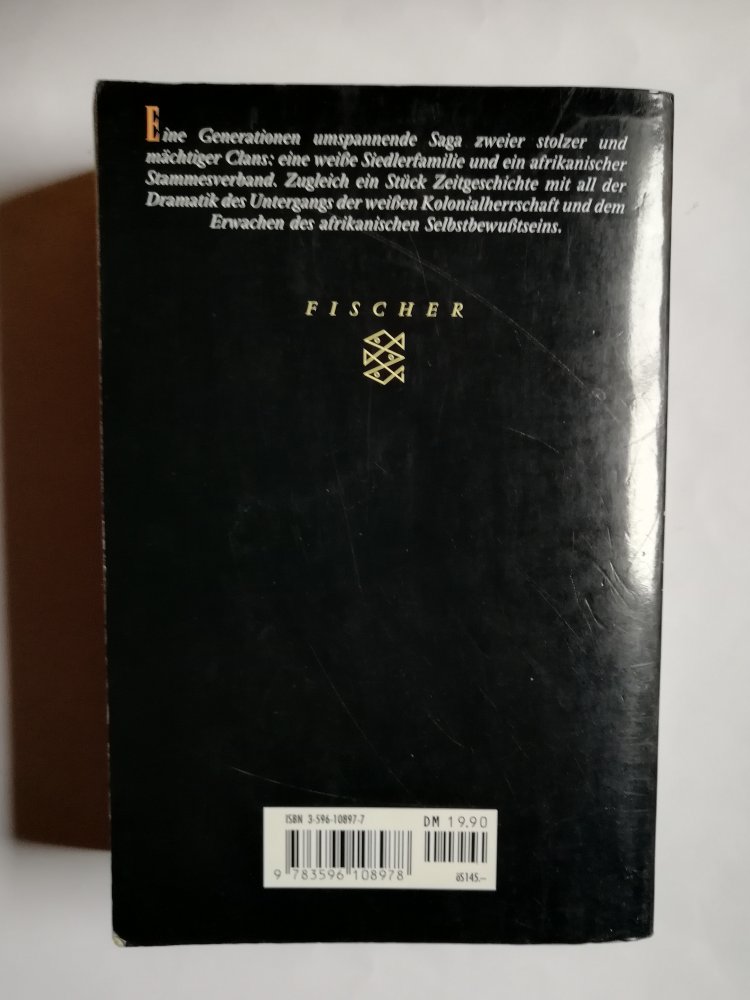 Eine Generationen umspannende Saga zweier stolzer und
mächtiger Clans: eine weiße Siedlerfamilie und ein afrikanischer
Stammesverband. Zugleich ein Stück Zeitgeschichte mit all der
Dramatik des Untergangs der weißen Kolonialherrschaft und dem
Erwachen des afrikanischen Selbstbewußtseins.
FISCHER
ISBN 3-596-10897-7
DM 19.90
9 783596 108978
öS145.–